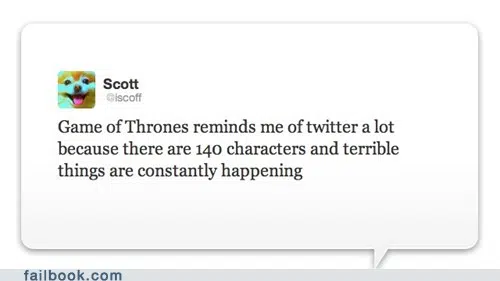 Scott
@iscoff
Game of Thrones reminds me of twitter a lot
because there are 140 characters and terrible
things are constantly happening
failbook.com